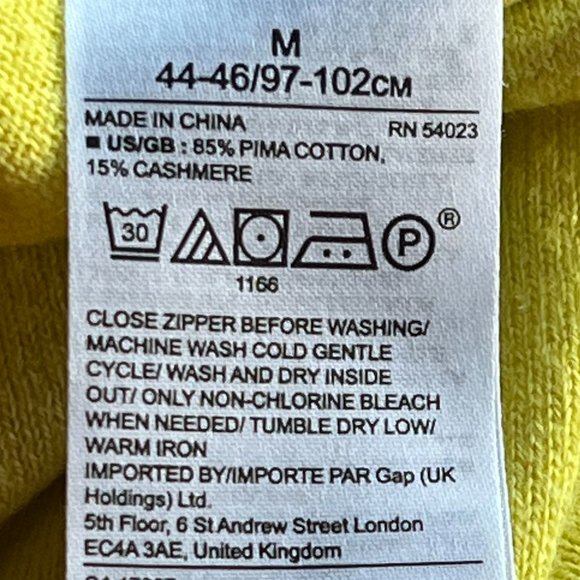 M
44-46/97-102CM
MADE IN CHINA RN 54023
■ US/GB : 85% PIMA COTTON,
15% CASHMERE
30 P ®
1166
CLOSE ZIPPER BEFORE WASHING/
MACHINE WASH COLD GENTLE
CYCLE/ WASH AND DRY INSIDE
OUT/ ONLY NON-CHLORINE BLEACH
WHEN NEEDED/ TUMBLE DRY LOW/
WARM IRON
IMPORTED BY/IMPORTE PAR Gap (UK
Holdings) Ltd.
5th Floor, 6 St Andrew Street London
EC4A 3AE, United Kingdom